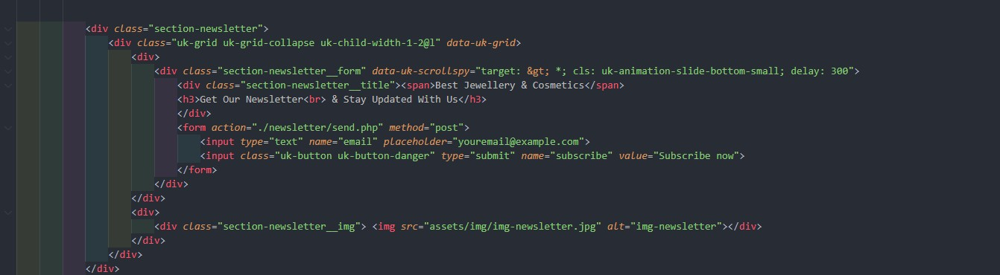 <div class="section-newsletter">
<div class="uk-grid uk-grid-collapse uk-child-width-1-2@l" data-uk-grid>
<div>
<div class="section-newsletter__form" data-uk-scrollspy="target: &gt; *; cls: uk-animation-slide-bottom-small; delay: 300">
<div class="section-newsletter__title"><span>Best Jewellery & Cosmetics</span>
<h3>Get Our Newsletter<br> & Stay Updated With Us</h3>
</div>
<form action="./newsletter/send.php" method="post">
<input type="text" name="email" placeholder="youremail@example.com">
<input class="uk-button uk-button-danger" type="submit" name="subscribe" value="Subscribe now">
</form>
</div>
</div>
<div>
<div class="section-newsletter__img"> <img src="assets/img/img-newsletter.jpg" alt="img-newsletter"></div>
</div>
</div>
</div>